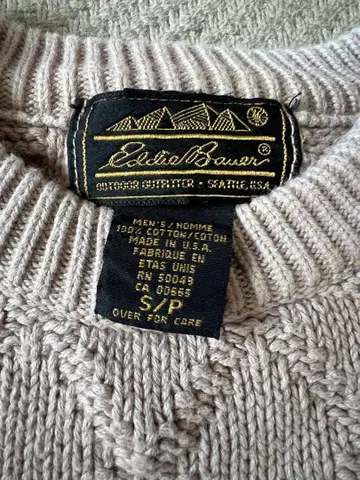 Eddie Bauer®
OUTDOOR OUTFITTER - SEATTLE, USA
MEN'S/HOMME
100% COTTON/COTON
MADE IN U.S.A.
FABRIQUE EN
ETAS UNIS
RN 50049
CA 00665
S/P
OVER FOR CARE